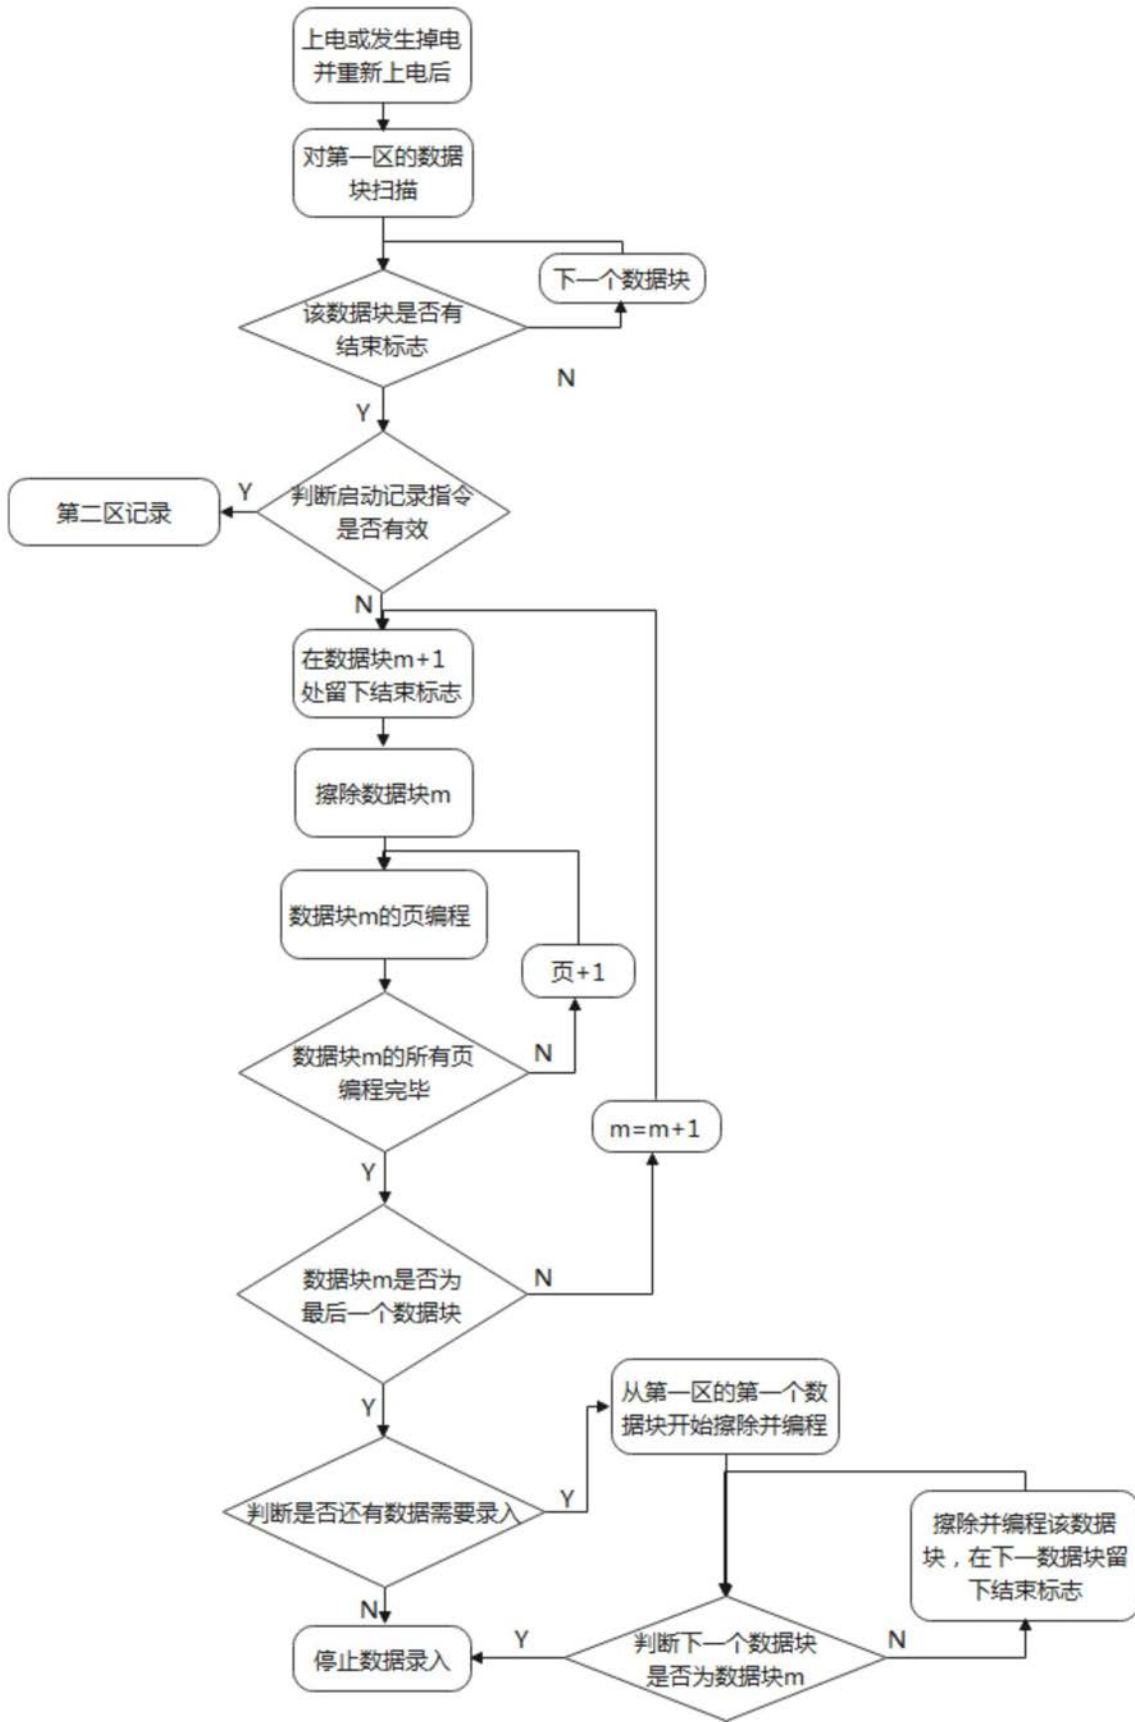 上电或发生掉电
并重新上电后
对第一区的数据
块扫描
下一个数据块
该数据块是否有
结束标志
N
Y
判断启动记录指令
是否有效
Y
第二区记录
N
在数据块m+1
处留下结束标志
擦除数据块m
数据块m的页编程
页+1
数据块m的所有页
编程完毕
N
m=m+1
Y
数据块m是否为
最后一个数据块
N
从第一区的第一个数
据块开始擦除并编程
Y
判断是否还有数据需要录入
Y
擦除并编程该数据
块，在下一数据块留
下结束标志
N
停止数据录入
Y
判断下一个数据块
是否为数据块m
N